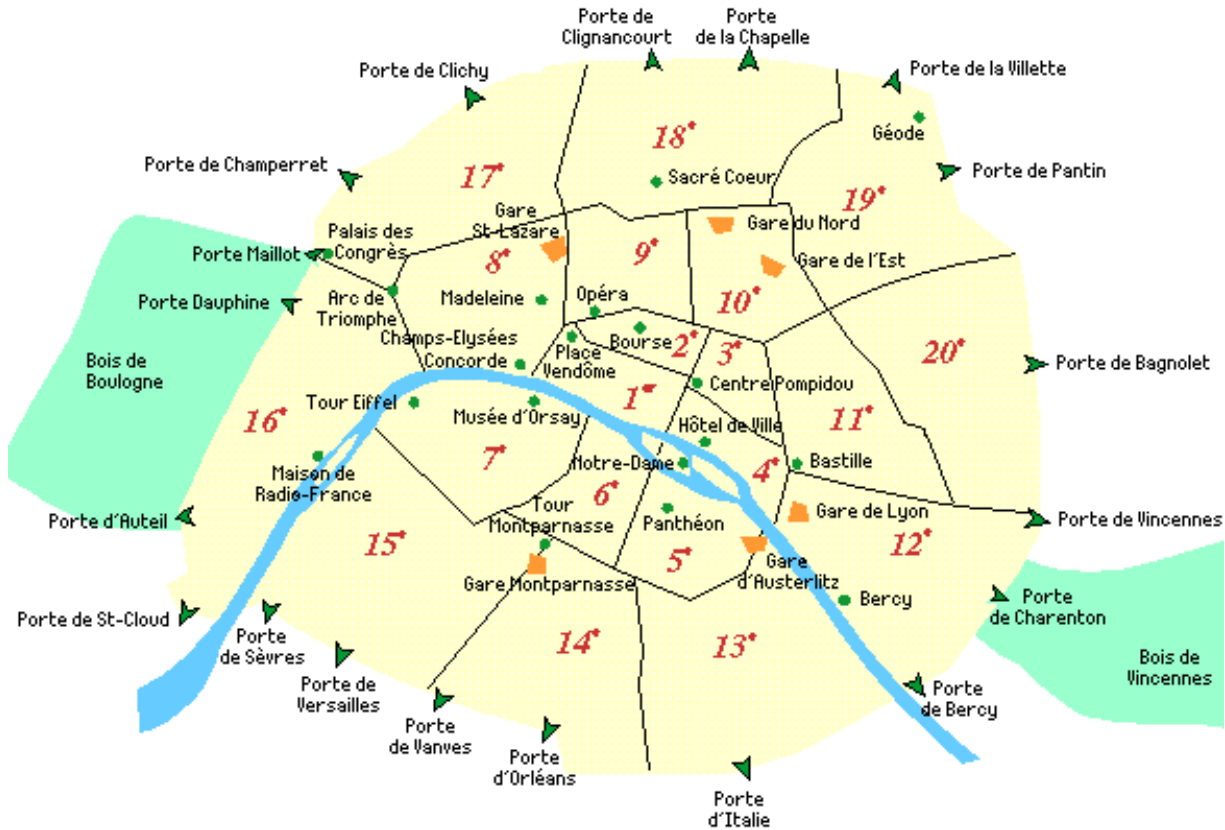 Porte de
Clignancourt
Porte
de la Chapelle
Porte de Clichy
Porte de la Villette
Géode
18e
Porte de Champerret
17e
Sacré Coeur
Porte de Pantin
19e
Gare
St-Lazare
Gare du Nord
Palais des
Congrès
Porte Maillot
8e
9e
Gare de l'Est
Porte Dauphine
Arc de
Triomphe
Madeleine
Opéra
10e
Champs-Elysées
Concorde
Place
Vendôme
Bourse
2e
3e
20e
Bois de
Boulogne
Porte de Bagnolet
Centre Pompidou
16e
Tour Eiffel
Musée d'Orsay
1er
11e
Hôtel de Ville
Maison de
Radio-France
7e
Notre-Dame
4e
Bastille
6e
Porte d'Auteil
Tour
Montparnasse
Panthéon
Gare de Lyon
Porte de Vincennes
15e
12e
5e
Gare
d'Austerlitz
Gare Montparnasse
Bercy
Porte
de Charenton
Porte de St-Cloud
Porte
de Sèvres
14e
13e
Bois de
Vincennes
Porte de
Versailles
Porte
de Bercy
Porte
de Vanves
Porte
d'Orléans
Porte
d'Italie